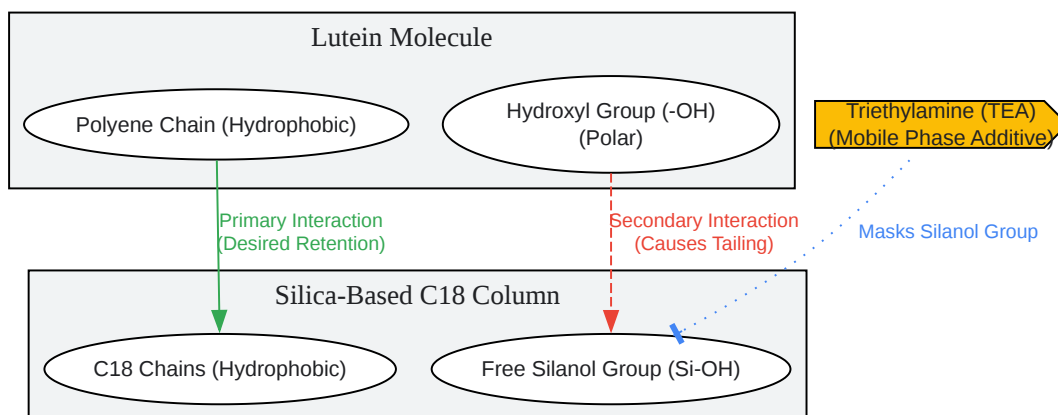 Lutein Molecule
Polyene Chain (Hydrophobic)
Hydroxyl Group (-OH)
(Polar)
Triethylamine (TEA)
(Mobile Phase Additive)
Primary Interaction
(Desired Retention)
Secondary Interaction
(Causes Tailing)
Masks Silanol Group
Silica-Based C18 Column
C18 Chains (Hydrophobic)
Free Silanol Group (Si-OH)